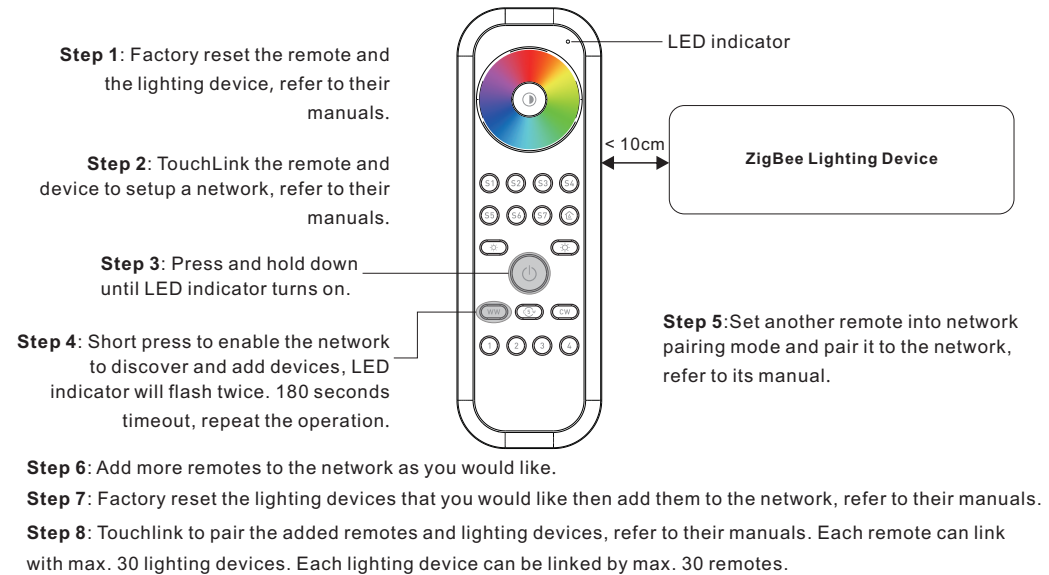 Step 1: Factory reset the remote and
the lighting device, refer to their
manuals.
Step 2: TouchLink the remote and
device to setup a network, refer to their
manuals.
Step 3: Press and hold down
until LED indicator turns on.
Step 4: Short press to enable the network
to discover and add devices, LED
indicator will flash twice. 180 seconds
timeout, repeat the operation.
LED indicator
< 10cm
ZigBee Lighting Device
S1 S2 S3 S4
S5 S6 S7
WW S CW
1 2 3 4
Step 5:Set another remote into network
pairing mode and pair it to the network,
refer to its manual.
Step 6: Add more remotes to the network as you would like.
Step 7: Factory reset the lighting devices that you would like then add them to the network, refer to their manuals.
Step 8: Touchlink to pair the added remotes and lighting devices, refer to their manuals. Each remote can link
with max. 30 lighting devices. Each lighting device can be linked by max. 30 remotes.